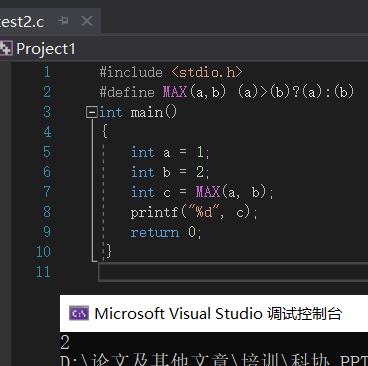 test2.c
Project1
1 #include <stdio.h>
2 #define MAX(a,b) (a)>(b)?(a):(b)
3 int main()
4 {
5 int a = 1;
6 int b = 2;
7 int c = MAX(a, b);
8 printf("%d", c);
9 return 0;
10 }
11
Microsoft Visual Studio 调试控制台
2
D:\论文及其他文章\培训\科协 PPT